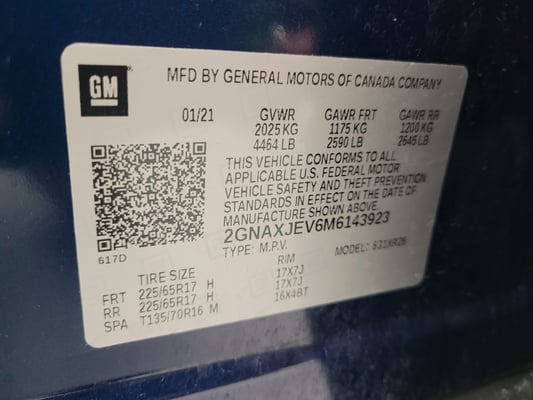 GM
MFD BY GENERAL MOTORS OF CANADA COMPANY
01/21 GVWR GAWR FRT GAWR RR
2025 KG 1175 KG 1200 KG
4464 LB 2590 LB 2645 LB
THIS VEHICLE CONFORMS TO ALL
APPLICABLE U.S. FEDERAL MOTOR
VEHICLE SAFETY AND THEFT PREVENTION
STANDARDS IN EFFECT ON THE DATE OF
MANUFACTURE SHOWN ABOVE.
2GNAXJEV6M6143923
617D
TYPE: M.P.V. MODEL: 631XR26
TIRE SIZE RIM
FRT 225/65R17 H 17X7J
RR 225/65R17 H 17X7J
SPA T135/70R16 M 16X4BT